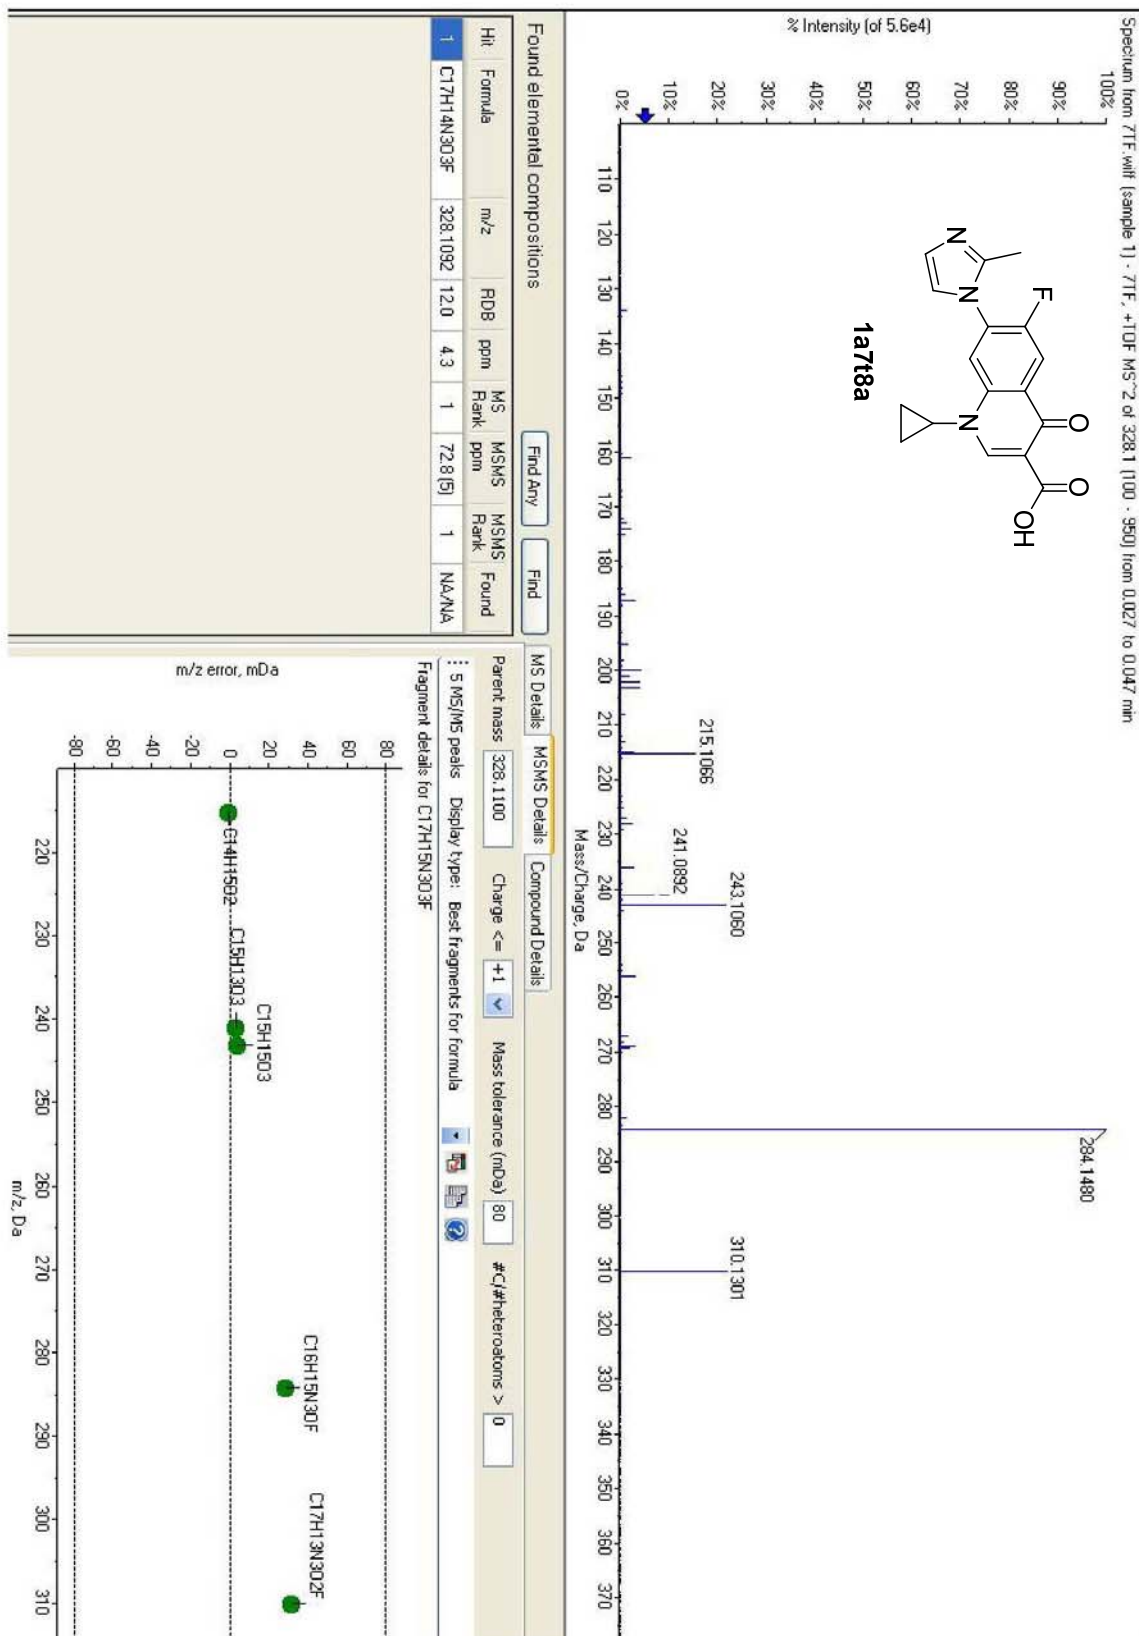 Spectrum from 7TF.wiff (sample 1) - 7TF, +TOF MS^2 of 328.1 (100 - 950) from 0.027 to 0.047 min
% Intensity (of 5.6e4)
100%
90%
80%
70%
60%
50%
40%
30%
20%
10%
0%
N
N
F
N
O
O
OH
1a7t8a
215.1066
241.0892
243.1060
284.1480
310.1301
110 120 130 140 150 160 170 180 190 200 210 220 230 240 250 260 270 280 290 300 310 320 330 340 350 360 370
Mass/Charge, Da
Found elemental compositions
Find Any
Find
Hit Formula m/z RDB ppm MS Rank MSMS ppm MSMS Rank Found
1 C17H14N3O3F 328.1092 12.0 4.3 1 72.8 (5) 1 NA/NA
MS Details MSMS Details Compound Details
Parent mass 328.1100 Charge <= +1 Mass tolerance (mDa) 80 #C/#heteroatoms > 0
5 MS/MS peaks Display type: Best fragments for formula
Fragment details for C17H15N3O3F
m/z error, mDa
80
60
40
20
0
-20
-40
-60
-80
C14H15O2
C15H13O3
C15H15O3
C16H15N3OF
C17H13N3O2F
220 230 240 250 260 270 280 290 300 310
m/z, Da